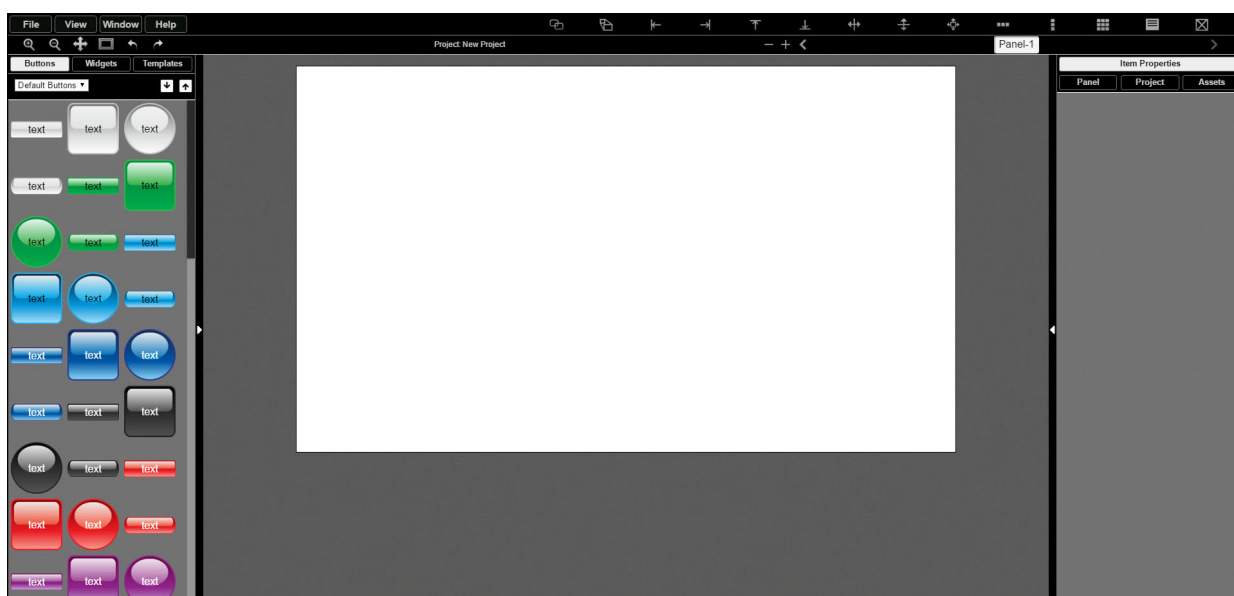 File View Window Help
Project: New Project Panel-1
Buttons Widgets Templates
Item Properties
Default Buttons
Panel Project Assets
text text text
text text text
text text text
text text text
text text text
text text text
text text text
text text text
text text text